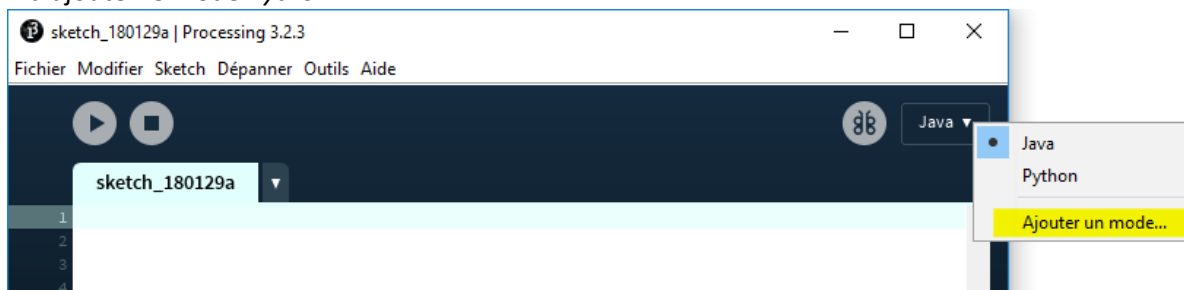 sketch_180129a | Processing 3.2.3
Fichier Modifier Sketch Dépanner Outils Aide
Java ▼
Java
Python
sketch_180129a ▼
Ajouter un mode...
1
2
3
4